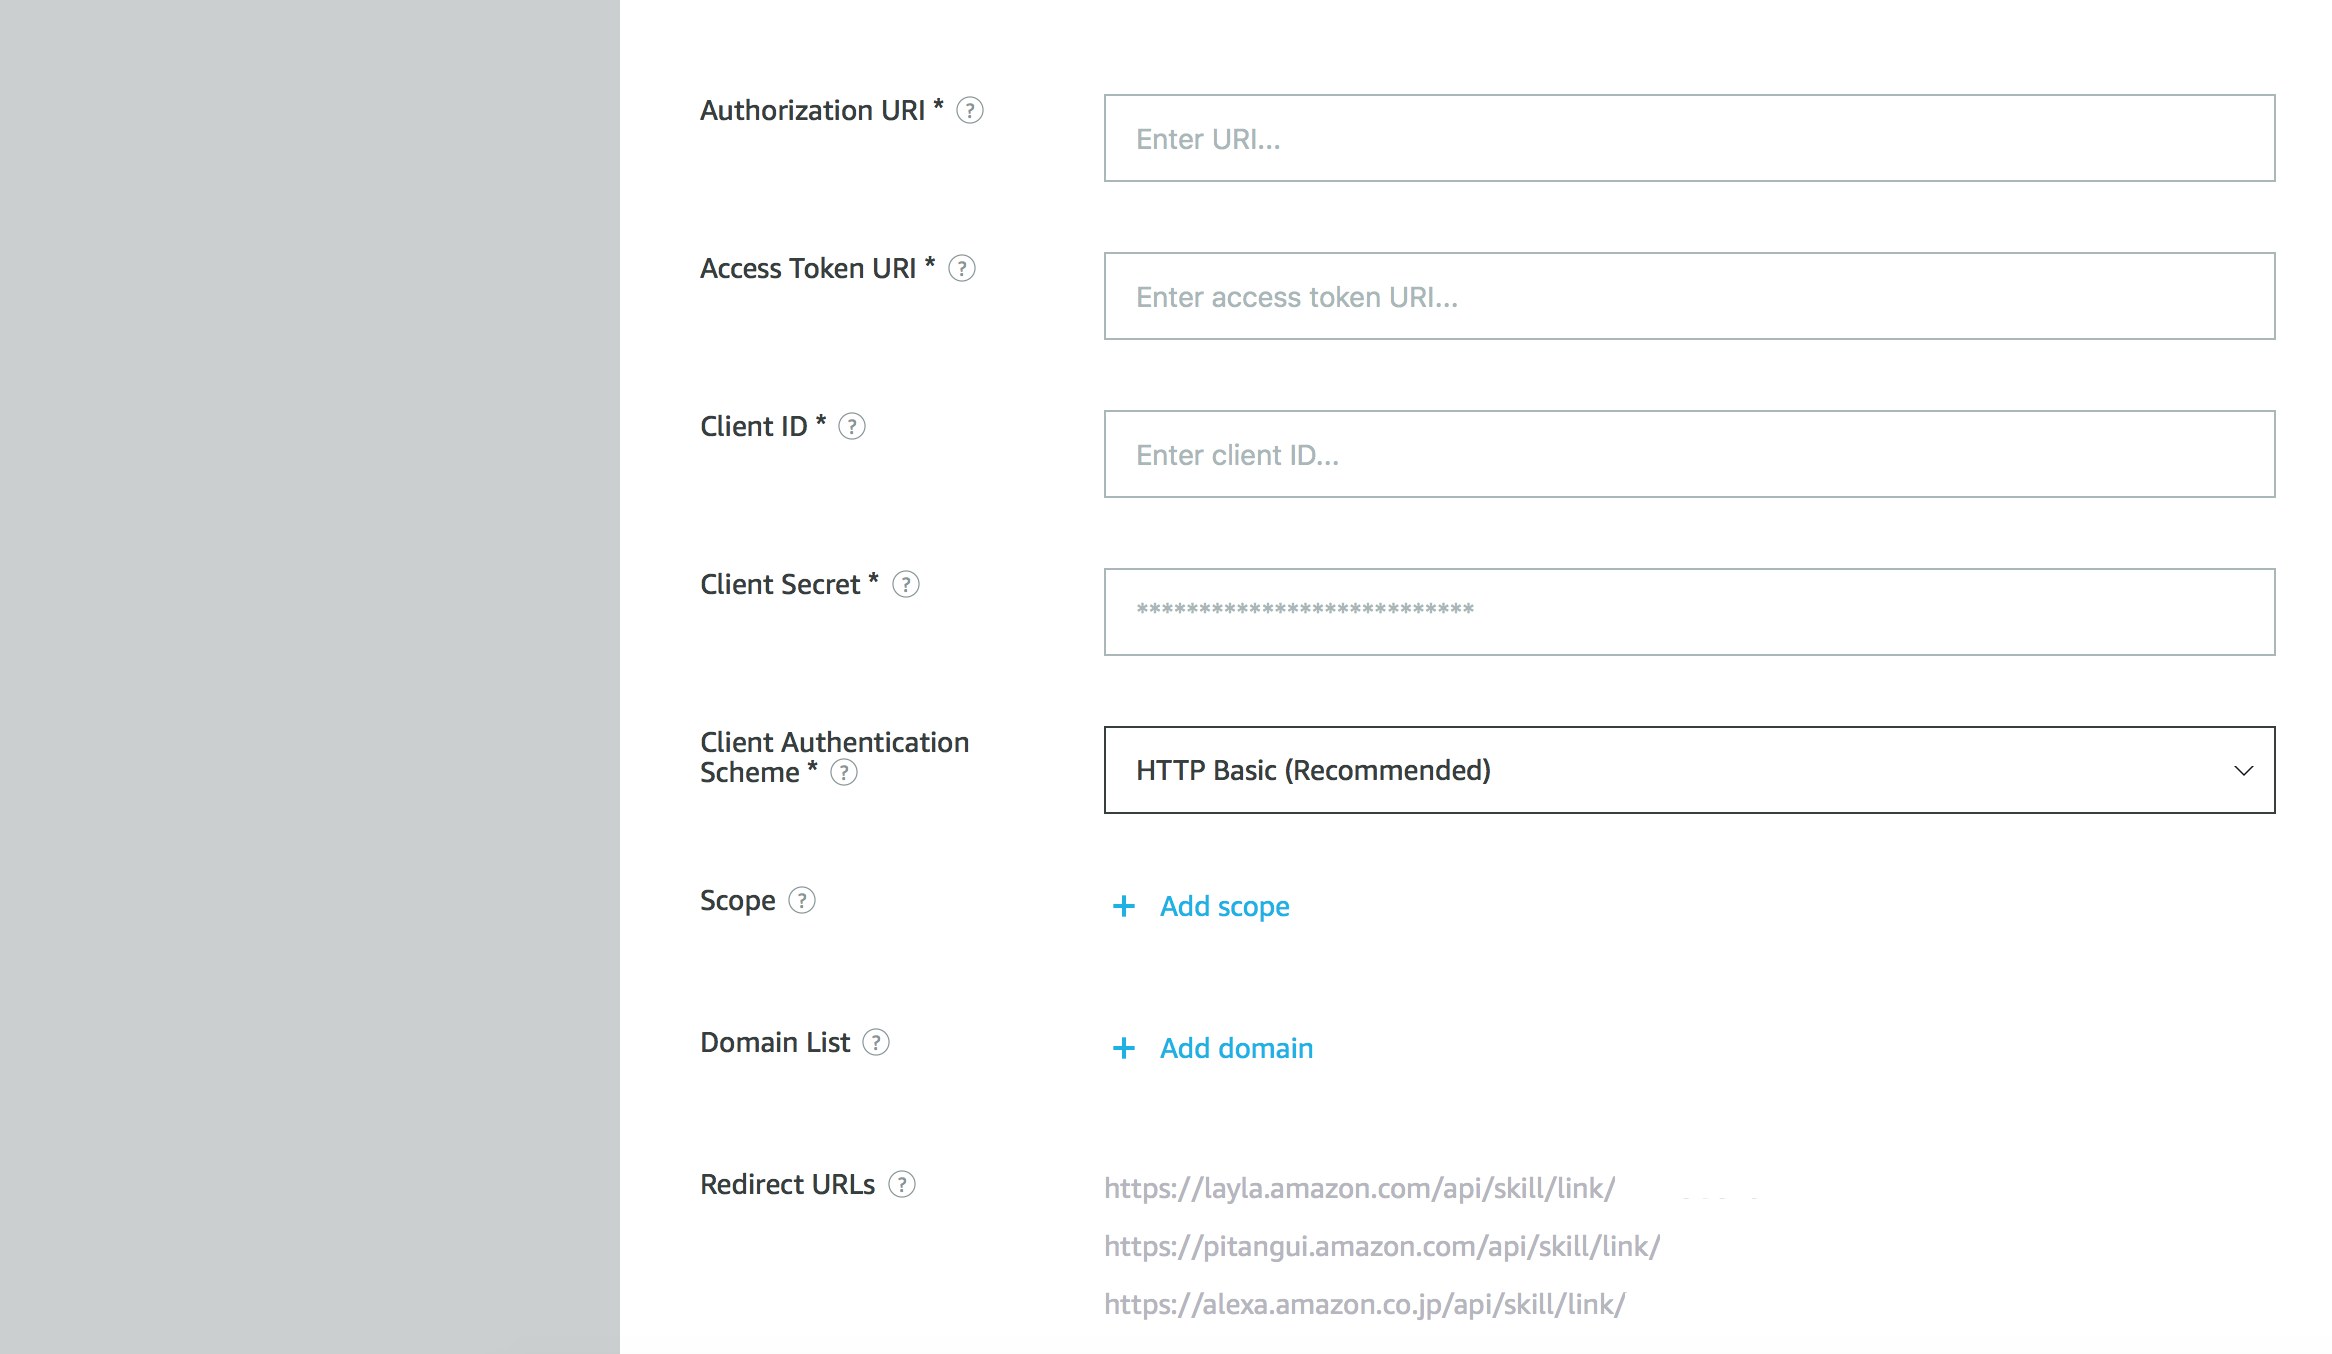 Authorization URI * ?
Enter URI...
Access Token URI * ?
Enter access token URI...
Client ID * ?
Enter client ID...
Client Secret * ?
***************************
Client Authentication
Scheme * ?
HTTP Basic (Recommended)
Scope ?
+ Add scope
Domain List ?
+ Add domain
Redirect URLs ?
https://layla.amazon.com/api/skill/link/
https://pitangui.amazon.com/api/skill/link/
https://alexa.amazon.co.jp/api/skill/link/